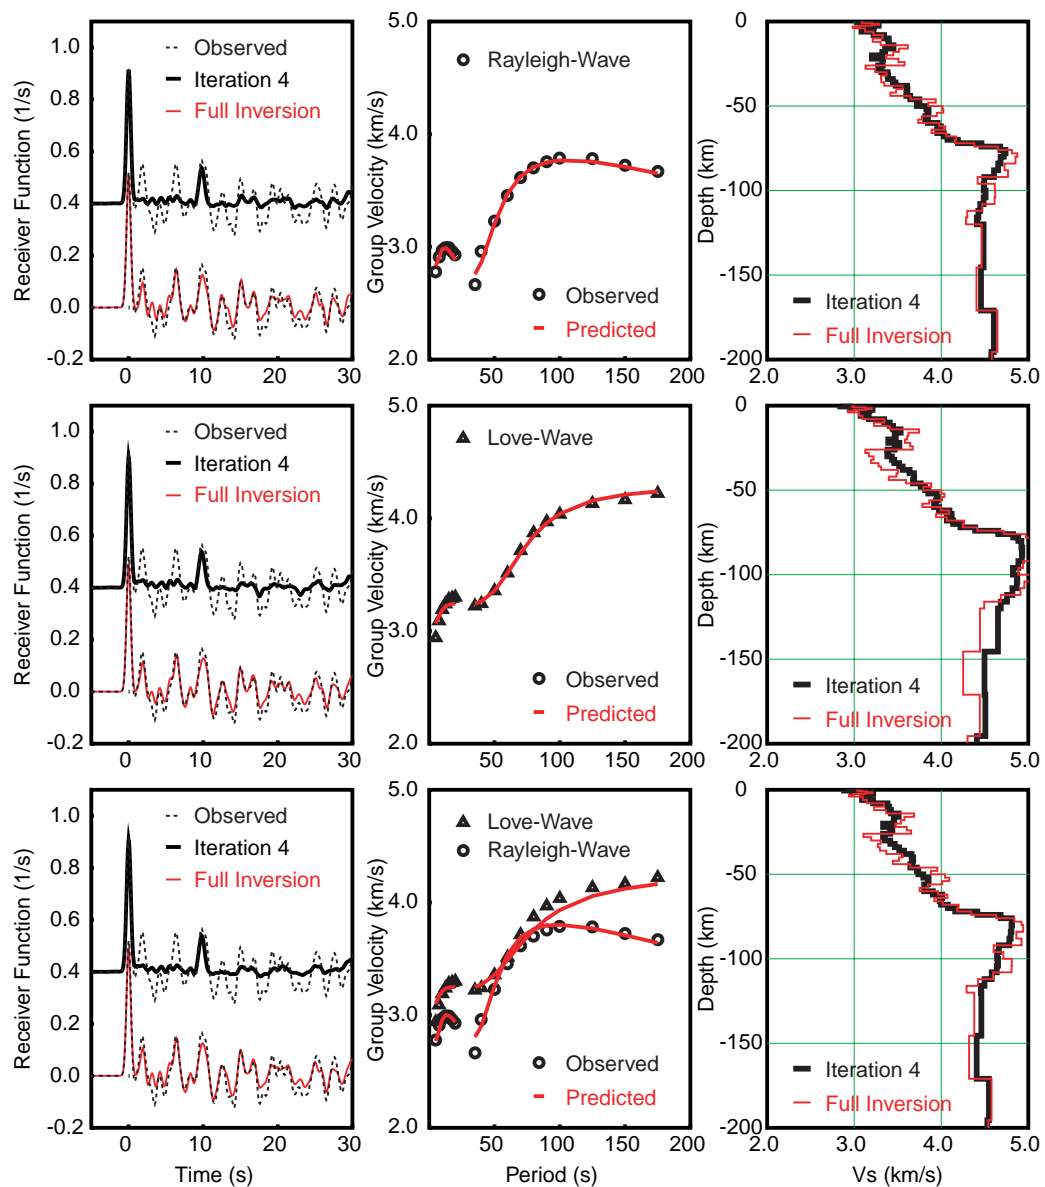 Receiver Function (1/s)
1.0
0.8
0.6
0.4
0.2
0.0
-0.2
Observed
Iteration 4
Full Inversion
0
10
20
30
Group Velocity (km/s)
5.0
4.0
3.0
2.0
Rayleigh-Wave
Observed
Predicted
50
100
150
200
Depth (km)
0
-50
-100
-150
-200
Iteration 4
Full Inversion
2.0
3.0
4.0
5.0
Receiver Function (1/s)
1.0
0.8
0.6
0.4
0.2
0.0
-0.2
Observed
Iteration 4
Full Inversion
0
10
20
30
Group Velocity (km/s)
5.0
4.0
3.0
2.0
Love-Wave
Observed
Predicted
50
100
150
200
Depth (km)
0
-50
-100
-150
-200
Iteration 4
Full Inversion
2.0
3.0
4.0
5.0
Receiver Function (1/s)
1.0
0.8
0.6
0.4
0.2
0.0
-0.2
Observed
Iteration 4
Full Inversion
0
10
20
30
Time (s)
Group Velocity (km/s)
5.0
4.0
3.0
2.0
Love-Wave
Rayleigh-Wave
Observed
Predicted
50
100
150
200
Period (s)
Depth (km)
0
-50
-100
-150
-200
Iteration 4
Full Inversion
2.0
3.0
4.0
5.0
Vs (km/s)